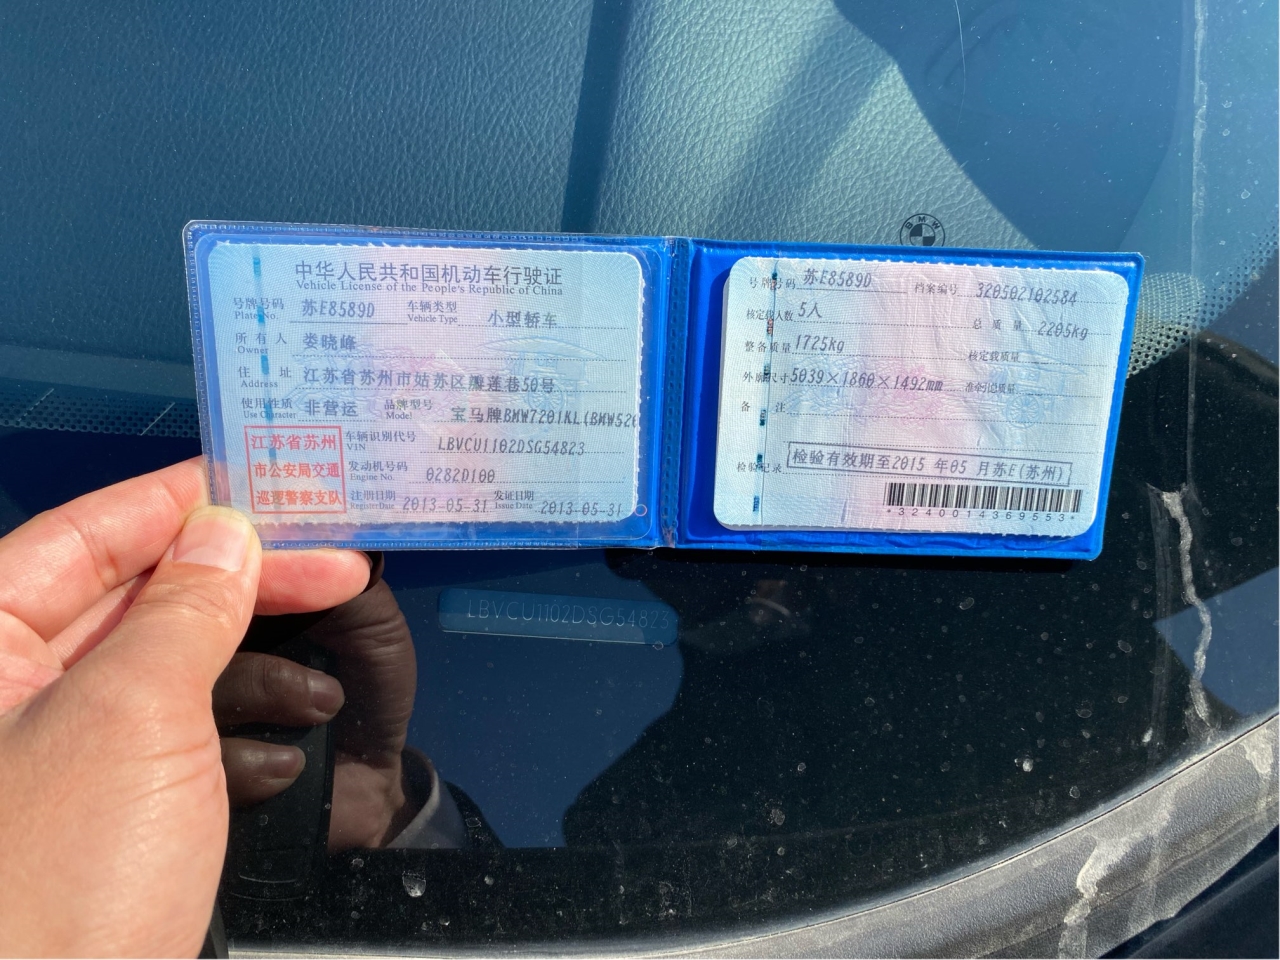 中华人民共和国机动车行驶证
Vehicle License of the People's Republic of China
号牌号码 Plate No. 苏E8589D 车辆类型 Vehicle Type 小型轿车
所有人 Owner 娄晓峰
住址 Address 江苏省苏州市姑苏区醋莲巷50号
使用性质 Use Character 非营运 品牌型号 Model 宝马牌BMW7201KL(BMW520
江苏省苏州
市公安局交通
巡逻警察支队
车辆识别代号 VIN LBVCU1102DSG54823
发动机号码 Engine No. 0282D100
注册日期 Register Date 2013-05-31 发证日期 Issue Date 2013-05-31
号牌号码 苏E8589D 档案编号 320502102584
核定载人数 5人 总质量 2205kg
整备质量 1725kg 核定载质量
外廓尺寸 5039×1860×1492mm 准牵引总质量
备注
检验记录 检验有效期至2015年05月苏E(苏州)
*3240014369553*
BMW
LBVCU1102DSG54823